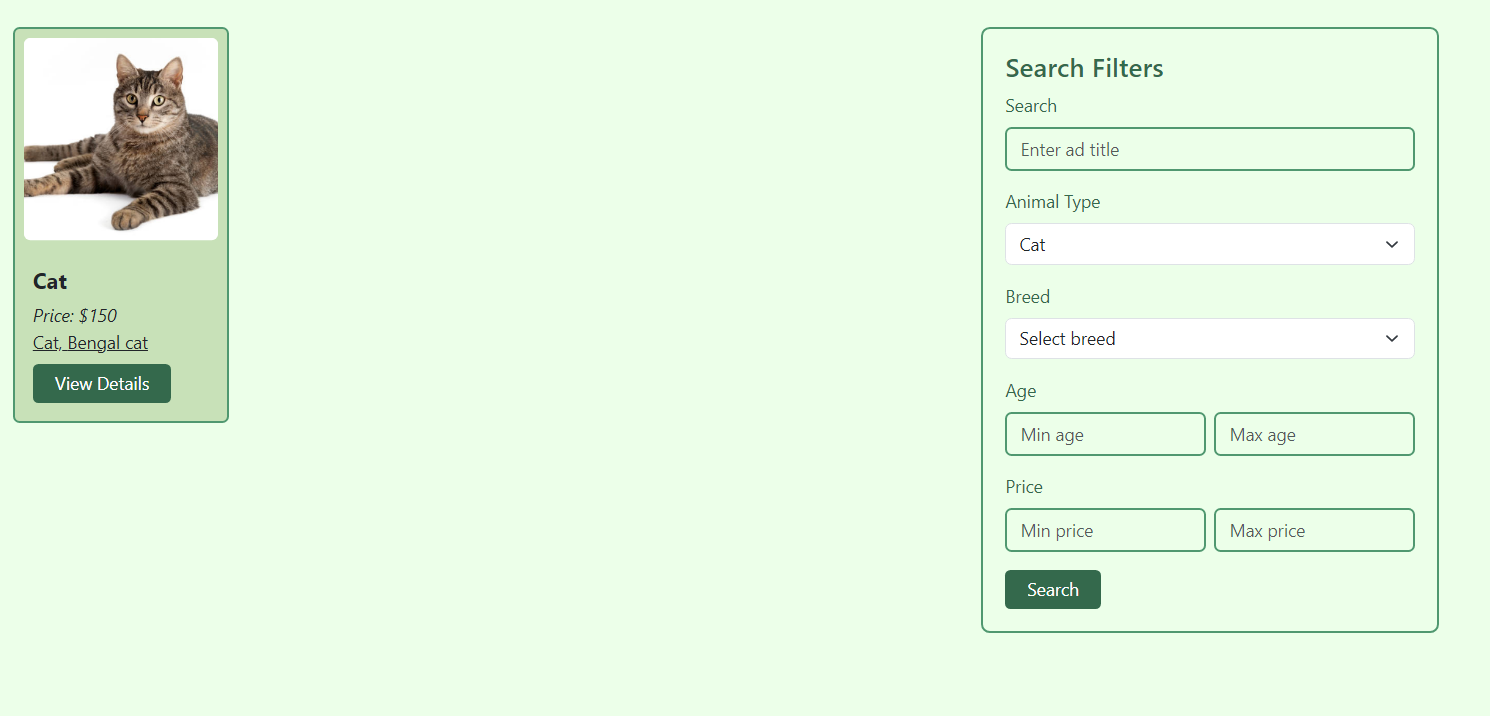 Cat
Price: $150
Cat, Bengal cat
View Details
Search Filters
Search
Enter ad title
Animal Type
Cat
Breed
Select breed
Age
Min age Max age
Price
Min price Max price
Search